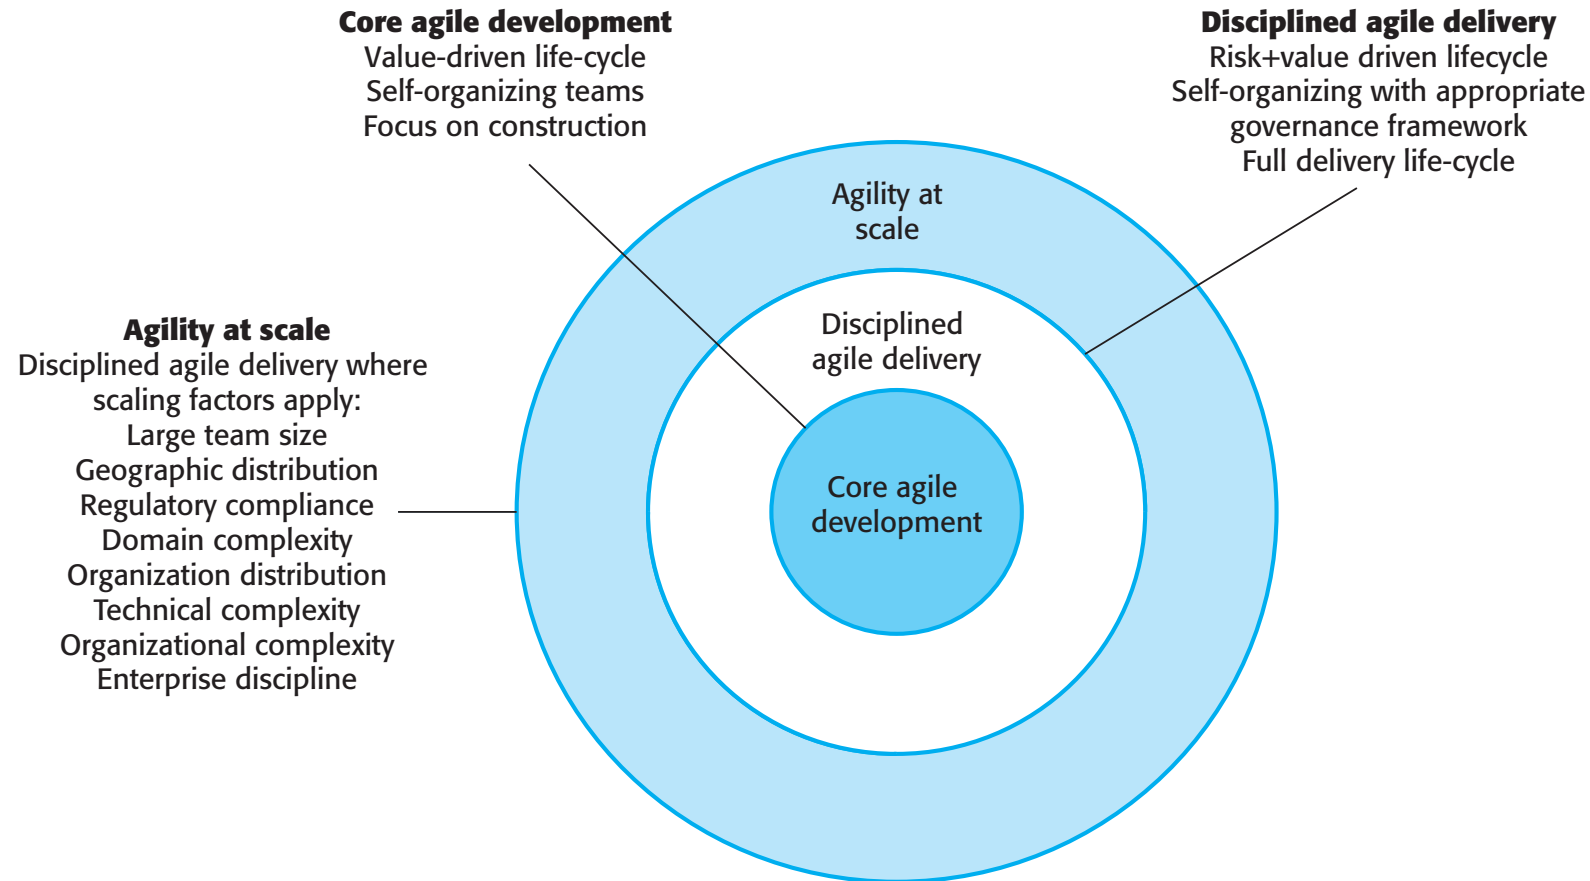 Core agile development
Value-driven life-cycle
Self-organizing teams
Focus on construction
Disciplined agile delivery
Risk+value driven lifecycle
Self-organizing with appropriate
governance framework
Full delivery life-cycle
Agility at
scale
Agility at scale
Disciplined agile delivery where
scaling factors apply:
Large team size
Geographic distribution
Regulatory compliance
Domain complexity
Organization distribution
Technical complexity
Organizational complexity
Enterprise discipline
Disciplined
agile delivery
Core agile
development